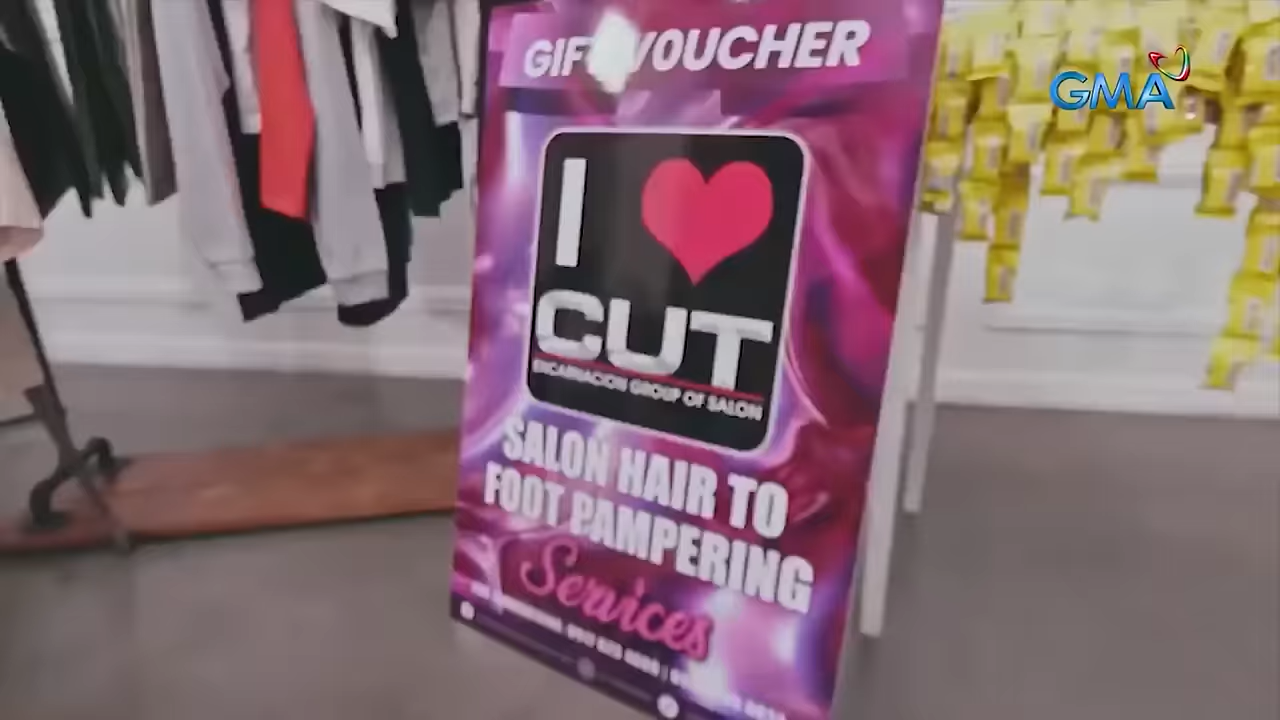 GIFT VOUCHER
GMA
I
CUT
ENCARNACION GROUP OF SALON
SALON HAIR TO
FOOT PAMPERING
Services